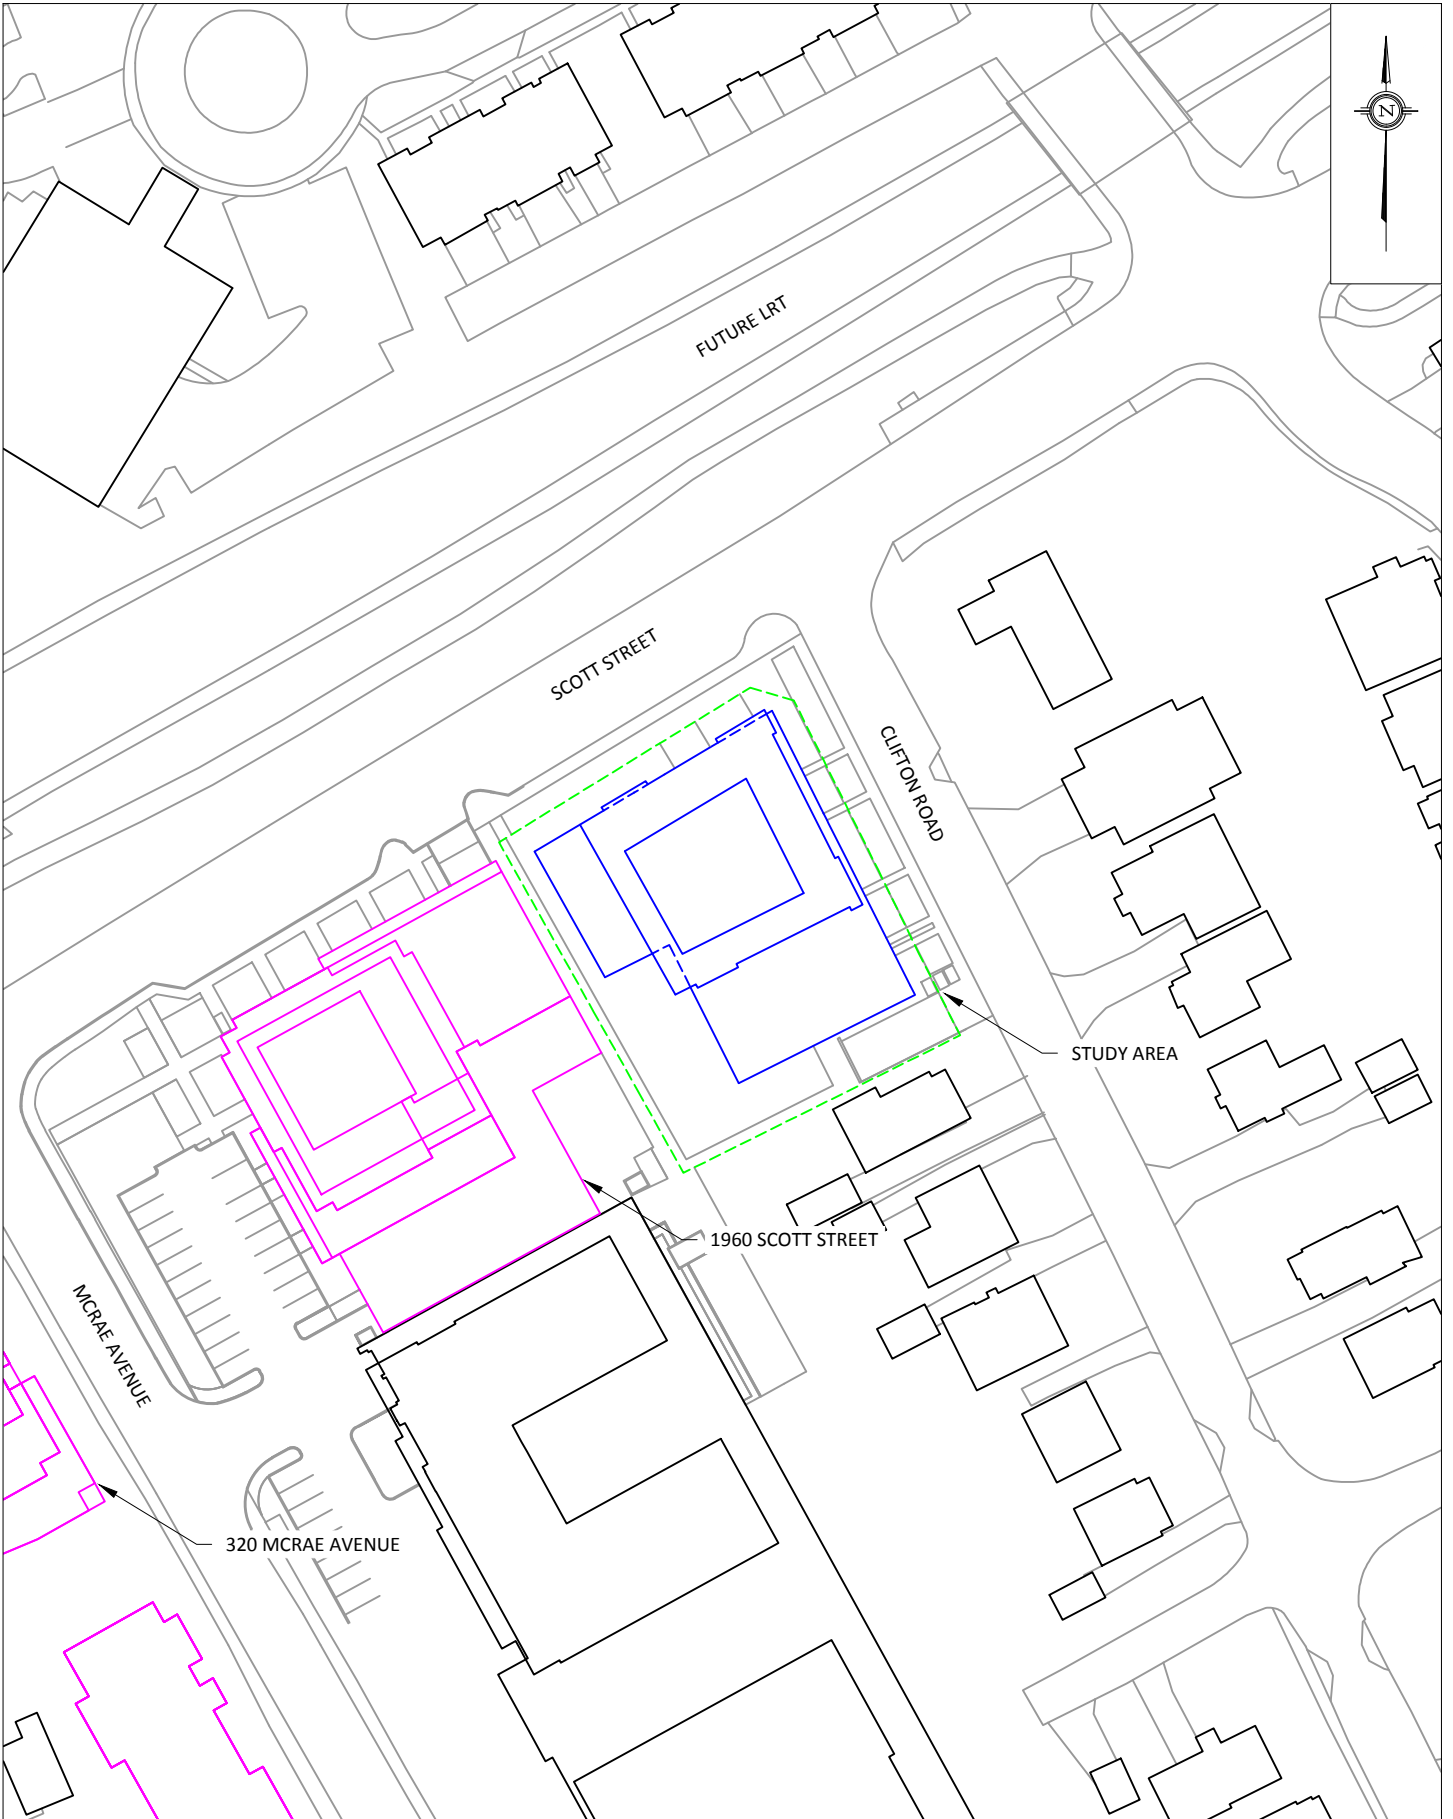 N
FUTURE LRT
SCOTT STREET
CLIFTON ROAD
STUDY AREA
1960 SCOTT STREET
MCRAE AVENUE
320 MCRAE AVENUE